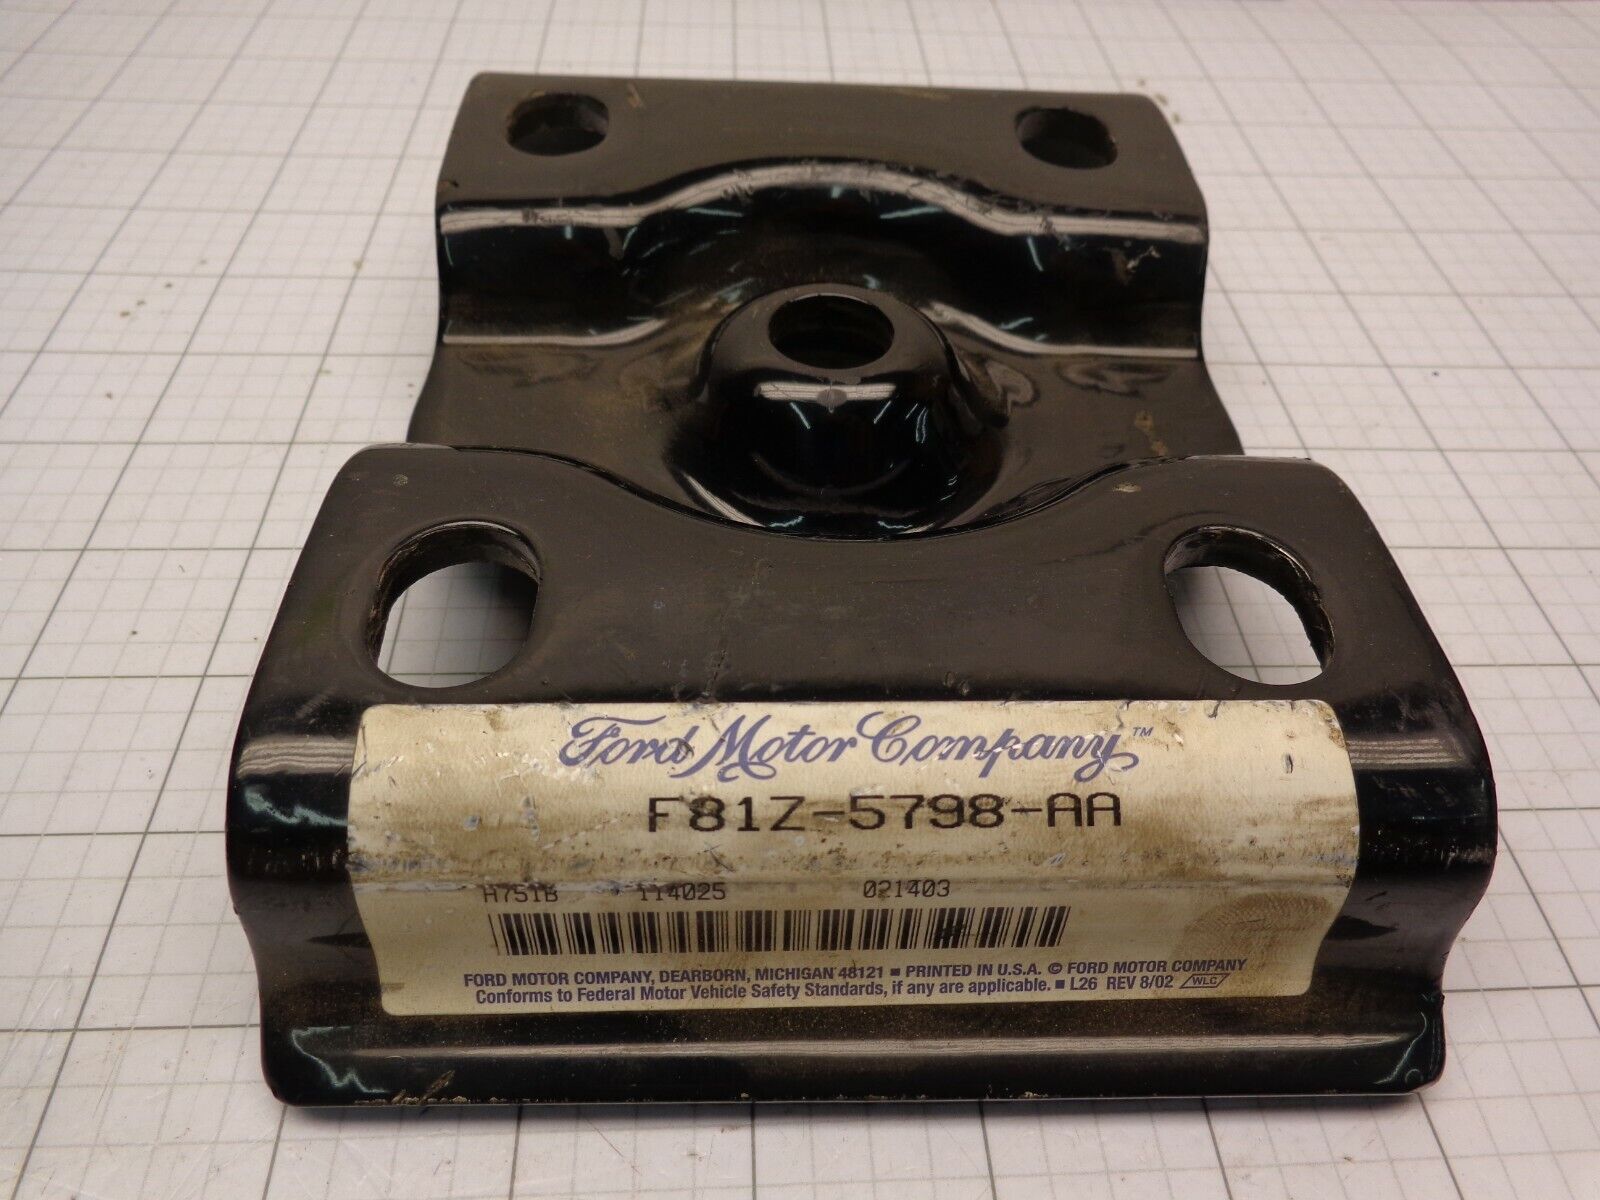 Ford Motor Company™
F81Z-5798-AA
H751B 114025 021403
FORD MOTOR COMPANY, DEARBORN, MICHIGAN 48121 ■ PRINTED IN U.S.A. © FORD MOTOR COMPANY
Conforms to Federal Motor Vehicle Safety Standards, if any are applicable. ■ L26 REV 8/02 WLC